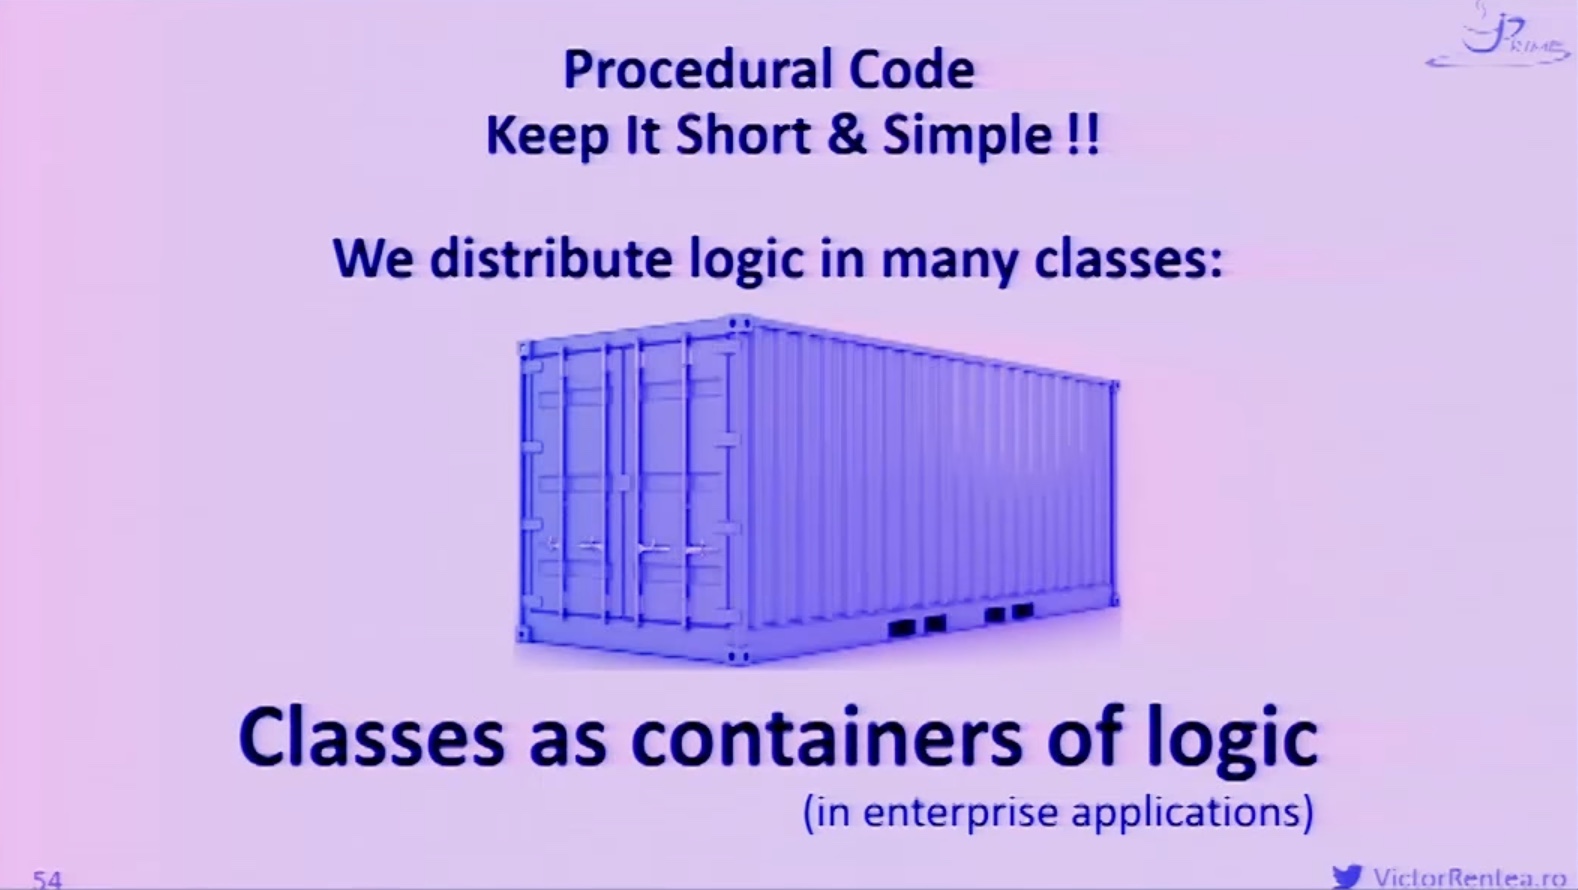 JPRIME
Procedural Code
Keep It Short & Simple !!
We distribute logic in many classes:
Classes as containers of logic
(in enterprise applications)
54
VictorRentea.ro